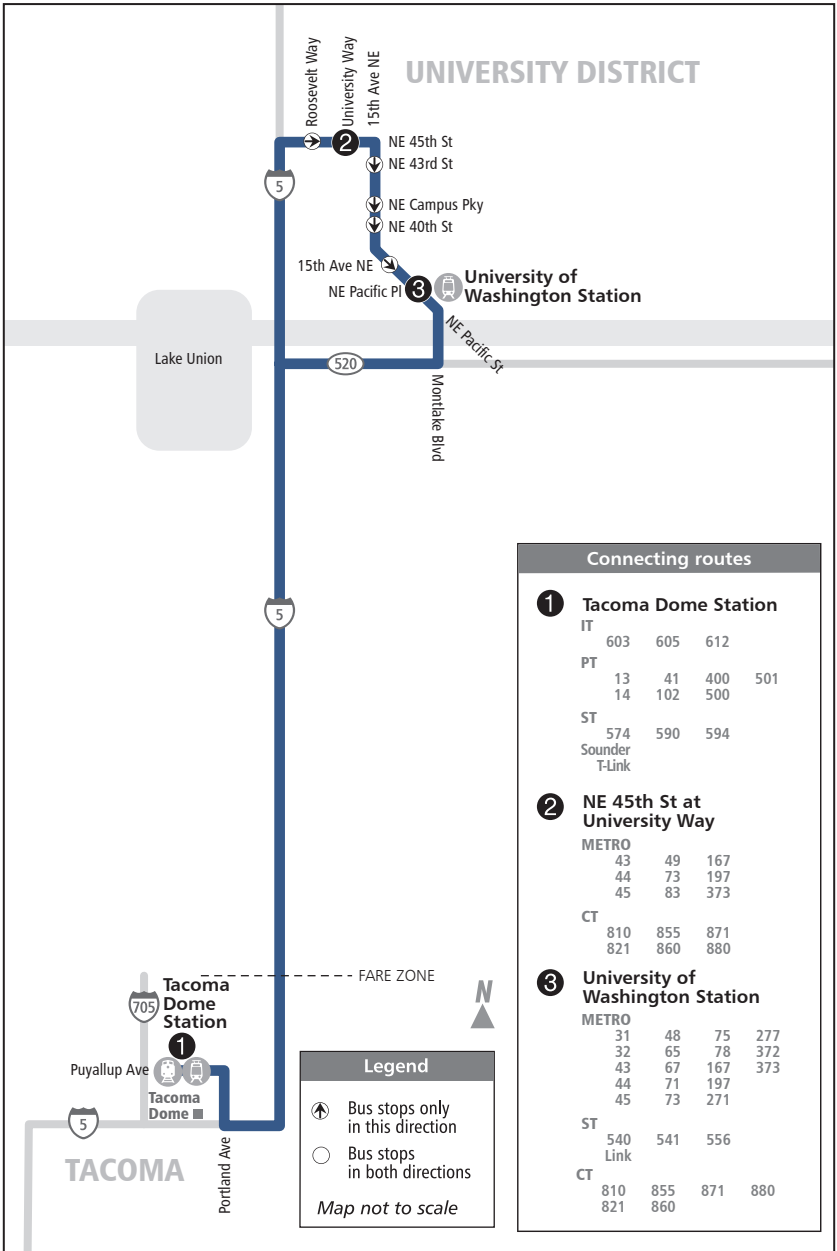 UNIVERSITY DISTRICT
Roosevelt Way
University Way
15th Ave NE
2
NE 45th St
NE 43rd St
5
NE Campus Pky
NE 40th St
15th Ave NE
NE Pacific Pl
3
University of
Washington Station
NE Pacific St
Lake Union
520
Montlake Blvd
5
Connecting routes
1 Tacoma Dome Station
IT
603 605 612
PT
13 41 400 501
14 102 500
ST
574 590 594
Sounder
T-Link
2 NE 45th St at
University Way
METRO
43 49 167
44 73 197
45 83 373
CT
810 855 871
821 860 880
3 University of
Washington Station
METRO
31 48 75 277
32 65 78 372
43 67 167 373
44 71 197
45 73 271
ST
540 541 556
Link
CT
810 855 871 880
821 860
FARE ZONE
N
705
Tacoma
Dome
Station
1
Puyallup Ave
Tacoma
Dome
5
TACOMA
Portland Ave
Legend
Bus stops only
in this direction
Bus stops
in both directions
Map not to scale